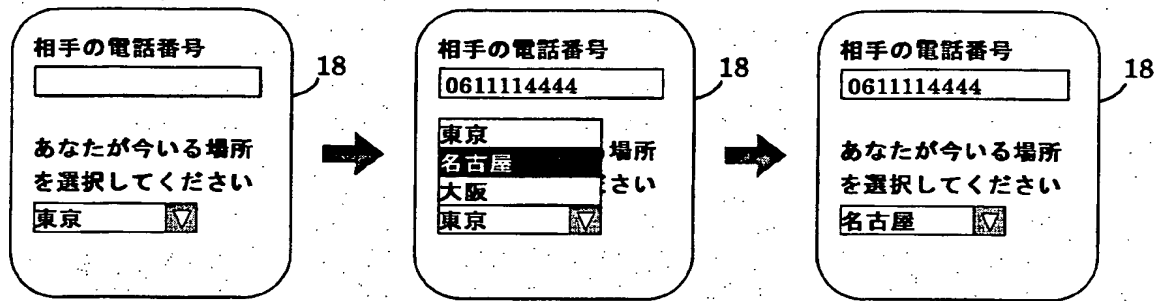 相手の電話番号
18
あなたが今いる場所
を選択してください
東京
相手の電話番号
18
0611114444
東京
名古屋
場所
大阪
さい
東京
相手の電話番号
18
0611114444
あなたが今いる場所
を選択してください
名古屋